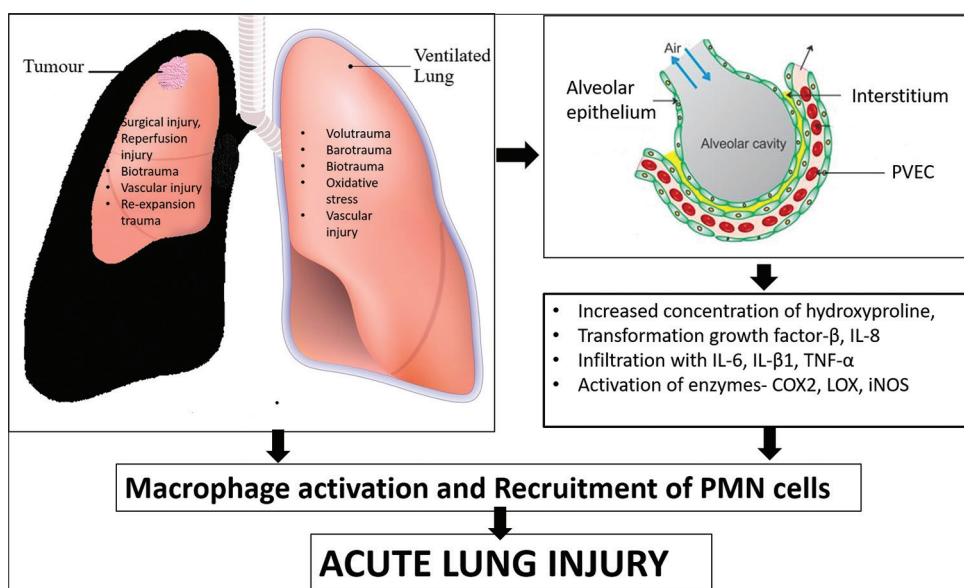 Tumour
Surgical injury,
Reperfusion
injury
• Biotrauma
• Vascular injury
• Re-expansion
trauma
Ventilated
Lung
• Volutrauma
• Barotrauma
• Biotrauma
• Oxidative
stress
• Vascular
injury
Air
Alveolar
epithelium
Alveolar cavity
Interstitium
PVEC
• Increased concentration of hydroxyproline,
• Transformation growth factor-β, IL-8
• Infiltration with IL-6, IL-β1, TNF-α
• Activation of enzymes- COX2, LOX, iNOS
Macrophage activation and Recruitment of PMN cells
ACUTE LUNG INJURY